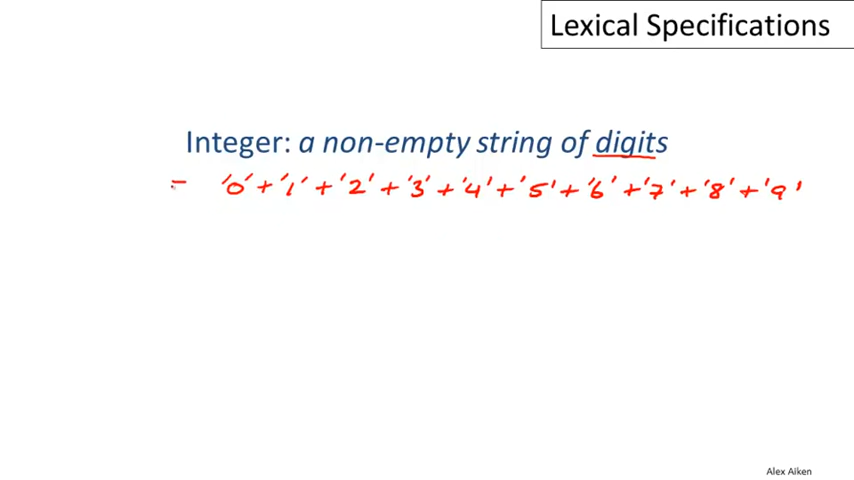 Lexical Specifications
Integer: a non-empty string of digits
= '0' + '1' + '2' + '3' + '4' + '5' + '6' + '7' + '8' + '9'
Alex Aiken